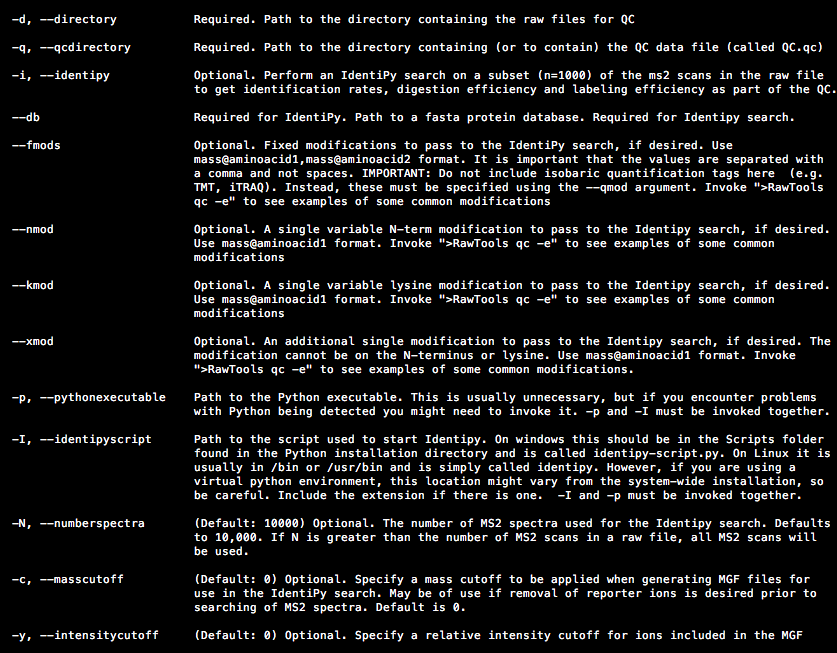 -d, --directory Required. Path to the directory containing the raw files for QC
-q, --qcdirectory Required. Path to the directory containing (or to contain) the QC data file (called QC.qc)
-i, --identipy Optional. Perform an IdentiPy search on a subset (n=1000) of the ms2 scans in the raw file
to get identification rates, digestion efficiency and labeling efficiency as part of the QC.
--db Required for IdentiPy. Path to a fasta protein database. Required for Identipy search.
--fmods Optional. Fixed modifications to pass to the IdentiPy search, if desired. Use
mass@aminoacid1,mass@aminoacid2 format. It is important that the values are separated with
a comma and not spaces. IMPORTANT: Do not include isobaric quantification tags here (e.g.
TMT, iTRAQ). Instead, these must be specified using the --qmod argument. Invoke ">RawTools
qc -e" to see examples of some common modifications
--nmod Optional. A single variable N-term modification to pass to the Identipy search, if desired.
Use mass@aminoacid1 format. Invoke ">RawTools qc -e" to see examples of some common
modifications
--kmod Optional. A single variable lysine modification to pass to the Identipy search, if desired.
Use mass@aminoacid1 format. Invoke ">RawTools qc -e" to see examples of some common
modifications
--xmod Optional. An additional single modification to pass to the Identipy search, if desired. The
modification cannot be on the N-terminus or lysine. Use mass@aminoacid1 format. Invoke
">RawTools qc -e" to see examples of some common modifications.
-p, --pythonexecutable Path to the Python executable. This is usually unnecessary, but if you encounter problems
with Python being detected you might need to invoke it. -p and -I must be invoked together.
-I, --identipyscript Path to the script used to start Identipy. On windows this should be in the Scripts folder
found in the Python installation directory and is called identipy-script.py. On Linux it is
usually in /bin or /usr/bin and is simply called identipy. However, if you are using a
virtual python environment, this location might vary from the system-wide installation, so
be careful. Include the extension if there is one. -I and -p must be invoked together.
-N, --numberspectra (Default: 10000) Optional. The number of MS2 spectra used for the Identipy search. Defaults
to 10,000. If N is greater than the number of MS2 scans in a raw file, all MS2 scans will
be used.
-c, --masscutoff (Default: 0) Optional. Specify a mass cutoff to be applied when generating MGF files for
use in the IdentiPy search. May be of use if removal of reporter ions is desired prior to
searching of MS2 spectra. Default is 0.
-y, --intensitycutoff (Default: 0) Optional. Specify a relative intensity cutoff for ions included in the MGF